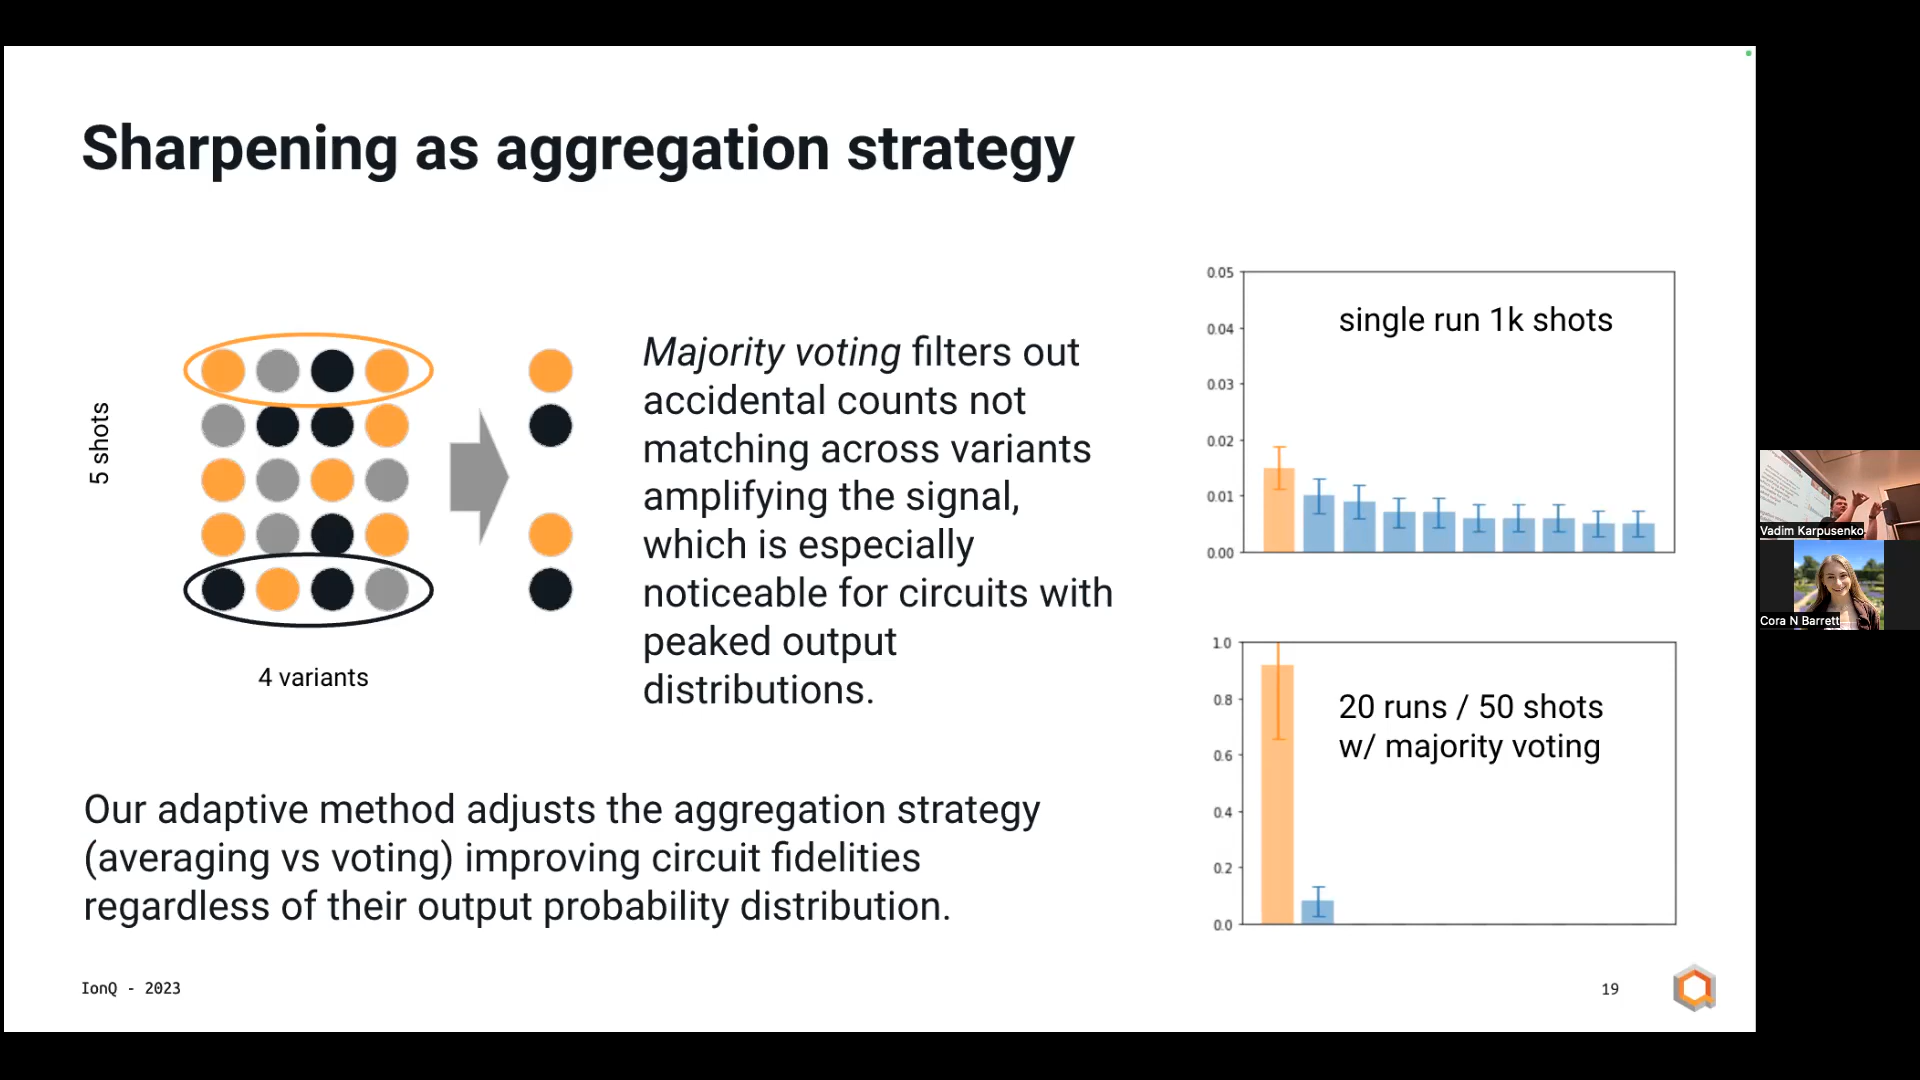 Sharpening as aggregation strategy
5 shots
4 variants
Majority voting filters out
accidental counts not
matching across variants
amplifying the signal,
which is especially
noticeable for circuits with
peaked output
distributions.
0.05
0.04
0.03
0.02
0.01
0.00
single run 1k shots
1.0
0.8
0.6
0.4
0.2
0.0
20 runs / 50 shots
w/ majority voting
Our adaptive method adjusts the aggregation strategy
(averaging vs voting) improving circuit fidelities
regardless of their output probability distribution.
IonQ - 2023
19
Vadim Karpusenko
Cora N Barrett